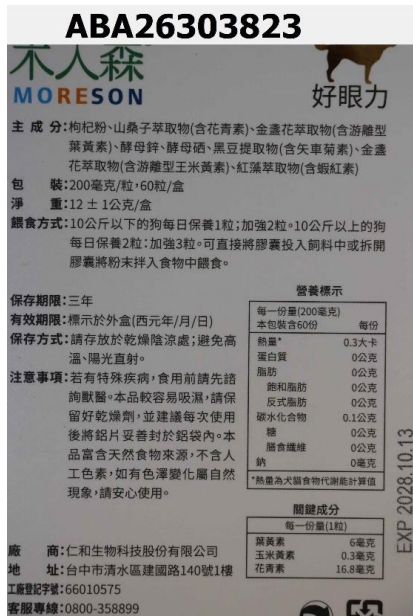 ABA26303823
木入森
MORESON
好眼力
主成分:枸杞粉、山桑子萃取物(含花青素)、金盞花萃取物(含游離型
葉黃素)、酵母鋅、酵母硒、黑豆提取物(含矢車菊素)、金盞
花萃取物(含游離型玉米黃素)、紅藻萃取物(含蝦紅素)
包裝:200毫克/粒,60粒/盒
淨重:12 ± 1公克/盒
餵食方式:10公斤以下的狗每日保養1粒;加強2粒。10公斤以上的狗
每日保養2粒;加強3粒。可直接將膠囊投入飼料中或拆開
膠囊將粉末拌入食物中餵食。
保存期限:三年
有效期限:標示於外盒(西元年/月/日)
保存方式:請存放於乾燥陰涼處;避免高
溫、陽光直射。
注意事項:若有特殊疾病,食用前請先諮
詢獸醫。本品較容易吸濕,請保
留好乾燥劑,並建議每次使用
後將鋁片妥善封於鋁袋內。本
品富含天然食物來源,不含人
工色素,如有色澤變化屬自然
現象,請安心使用。
營養標示
每一份量(200毫克)
本包裝含60份 每份
熱量* 0.3大卡
蛋白質 0公克
脂肪 0公克
飽和脂肪 0公克
反式脂肪 0公克
碳水化合物 0.1公克
糖 0公克
膳食纖維 0公克
鈉 0毫克
*熱量為犬貓食物代謝能計算值
關鍵成分
每一份量(1粒)
葉黃素 6毫克
玉米黃素 0.3毫克
花青素 16.8毫克
EXP 2028.10.13
廠商:仁和生物科技股份有限公司
地址:台中市清水區建國路140號1樓
工廠登記字號:66010575
客服專線:0800-358899